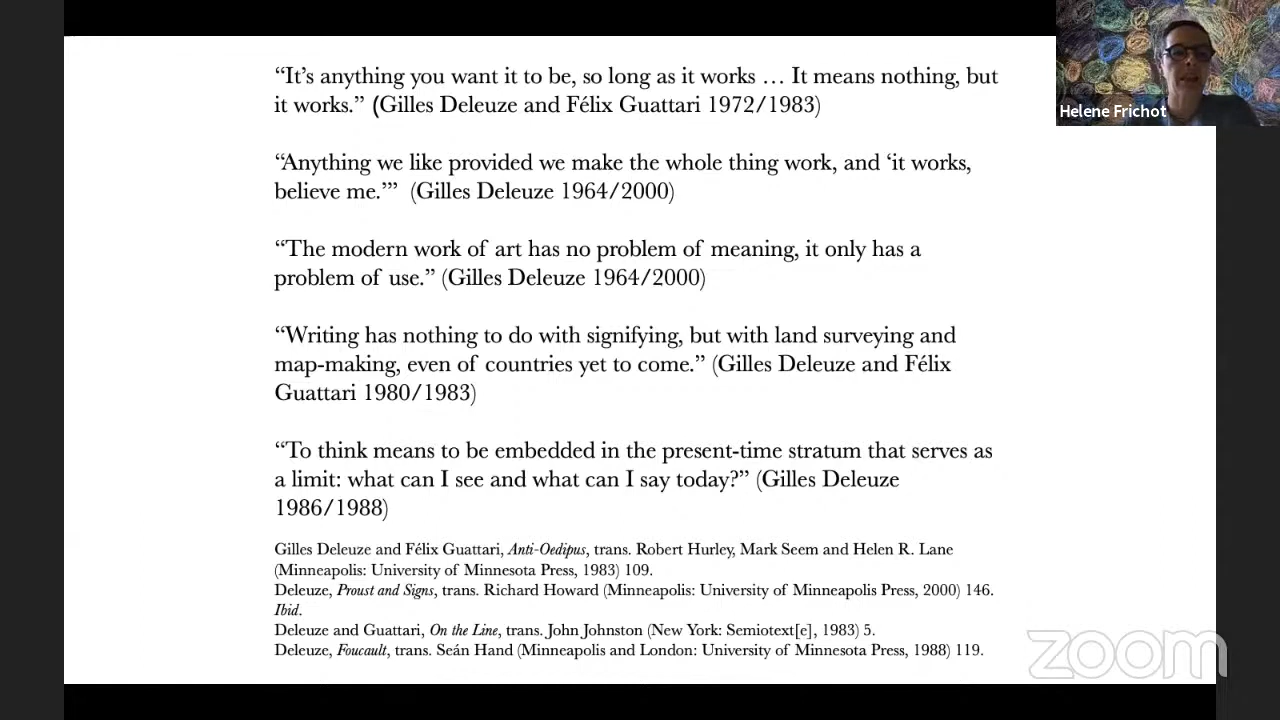 “It’s anything you want it to be, so long as it works … It means nothing, but
it works.” (Gilles Deleuze and Félix Guattari 1972/1983)
“Anything we like provided we make the whole thing work, and ‘it works,
believe me.’” (Gilles Deleuze 1964/2000)
“The modern work of art has no problem of meaning, it only has a
problem of use.” (Gilles Deleuze 1964/2000)
“Writing has nothing to do with signifying, but with land surveying and
map-making, even of countries yet to come.” (Gilles Deleuze and Félix
Guattari 1980/1983)
“To think means to be embedded in the present-time stratum that serves as
a limit: what can I see and what can I say today?” (Gilles Deleuze
1986/1988)
Gilles Deleuze and Félix Guattari, Anti-Oedipus, trans. Robert Hurley, Mark Seem and Helen R. Lane
(Minneapolis: University of Minnesota Press, 1983) 109.
Deleuze, Proust and Signs, trans. Richard Howard (Minneapolis: University of Minneapolis Press, 2000) 146.
Ibid.
Deleuze and Guattari, On the Line, trans. John Johnston (New York: Semiotext[e], 1983) 5.
Deleuze, Foucault, trans. Seán Hand (Minneapolis and London: University of Minnesota Press, 1988) 119.
Helene Frichot
zoom